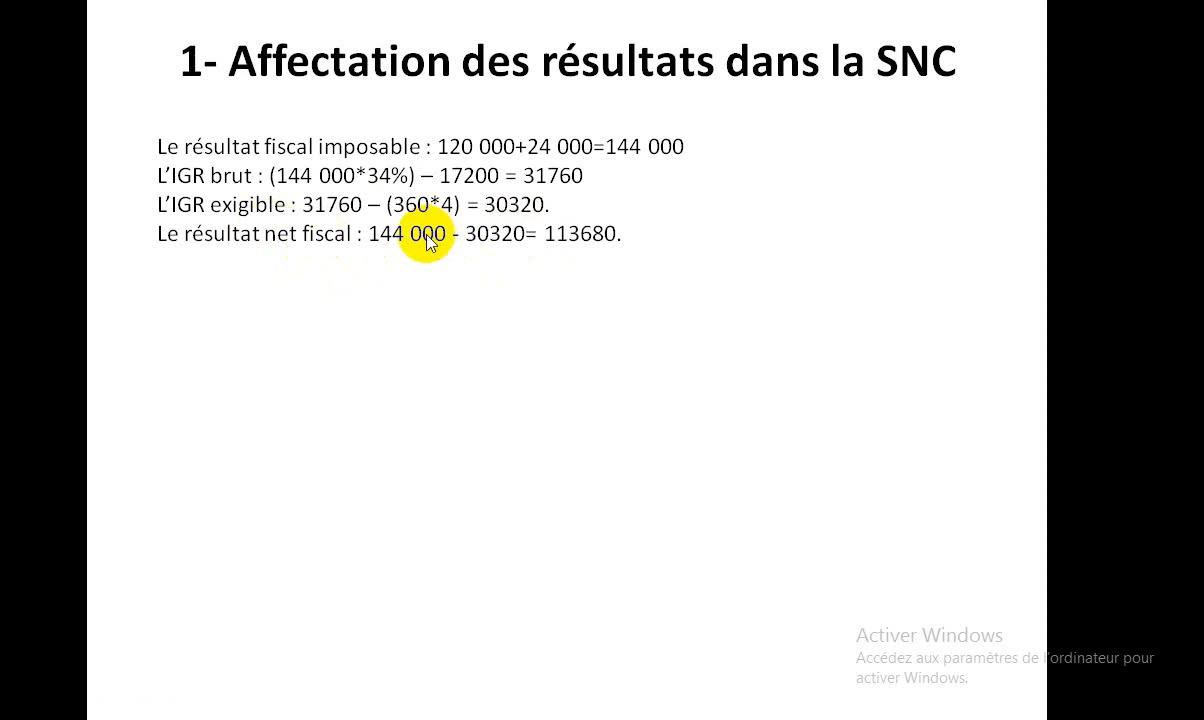 1- Affectation des résultats dans la SNC
Le résultat fiscal imposable : 120 000+24 000=144 000
L’IGR brut : (144 000*34%) – 17200 = 31760
L’IGR exigible : 31760 – (360*4) = 30320.
Le résultat net fiscal : 144 000 - 30320= 113680.
Activer Windows
Accédez aux paramètres de l'ordinateur pour
activer Windows.